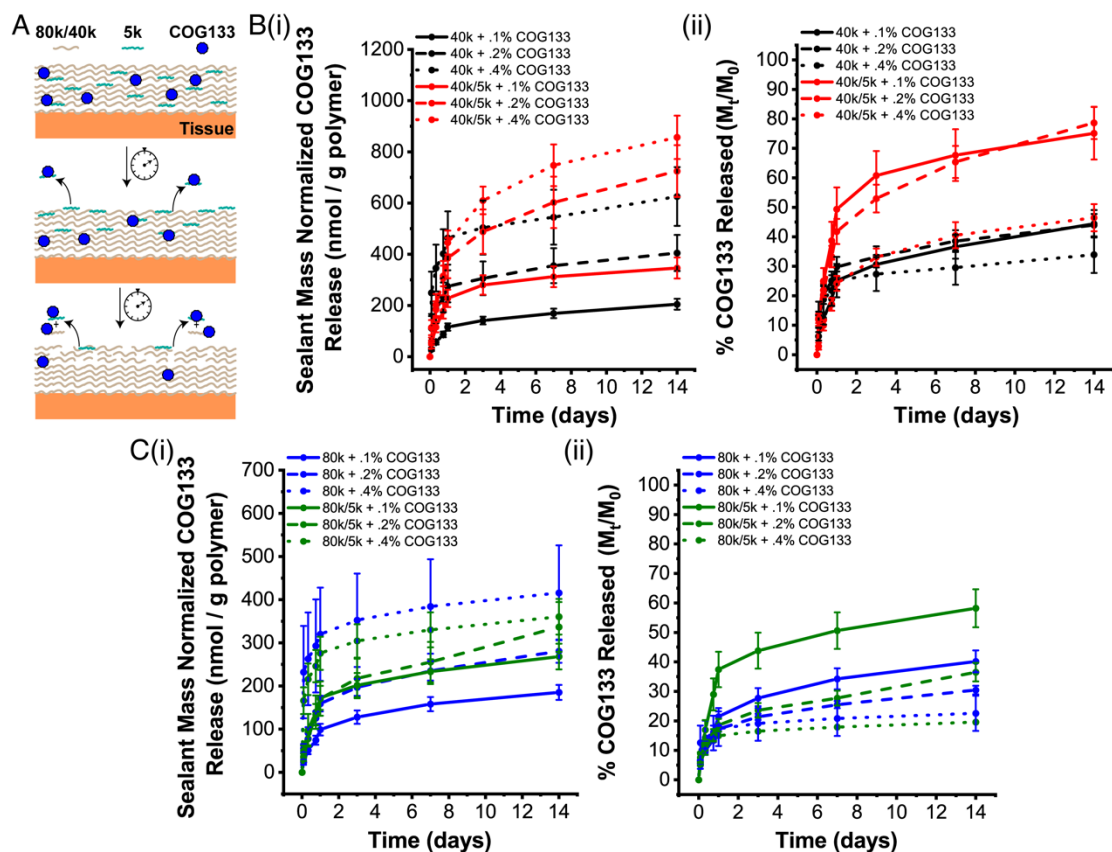 A
80k/40k 5k COG133
Tissue
+ +
B(i)
40k + .1% COG133
40k + .2% COG133
40k + .4% COG133
40k/5k + .1% COG133
40k/5k + .2% COG133
40k/5k + .4% COG133
Sealant Mass Normalized COG133
Release (nmol / g polymer)
1200
1000
800
600
400
200
0
0 2 4 6 8 10 12 14
Time (days)
(ii)
40k + .1% COG133
40k + .2% COG133
40k + .4% COG133
40k/5k + .1% COG133
40k/5k + .2% COG133
40k/5k + .4% COG133
% COG133 Released (Mt/M0)
100
90
80
70
60
50
40
30
20
10
0
0 2 4 6 8 10 12 14
Time (days)
C(i)
80k + .1% COG133
80k + .2% COG133
80k + .4% COG133
80k/5k + .1% COG133
80k/5k + .2% COG133
80k/5k + .4% COG133
Sealant Mass Normalized COG133
Release (nmol / g polymer)
700
600
500
400
300
200
100
0
0 2 4 6 8 10 12 14
Time (days)
(ii)
80k + .1% COG133
80k + .2% COG133
80k + .4% COG133
80k/5k + .1% COG133
80k/5k + .2% COG133
80k/5k + .4% COG133
% COG133 Released (Mt/M0)
100
90
80
70
60
50
40
30
20
10
0
0 2 4 6 8 10 12 14
Time (days)